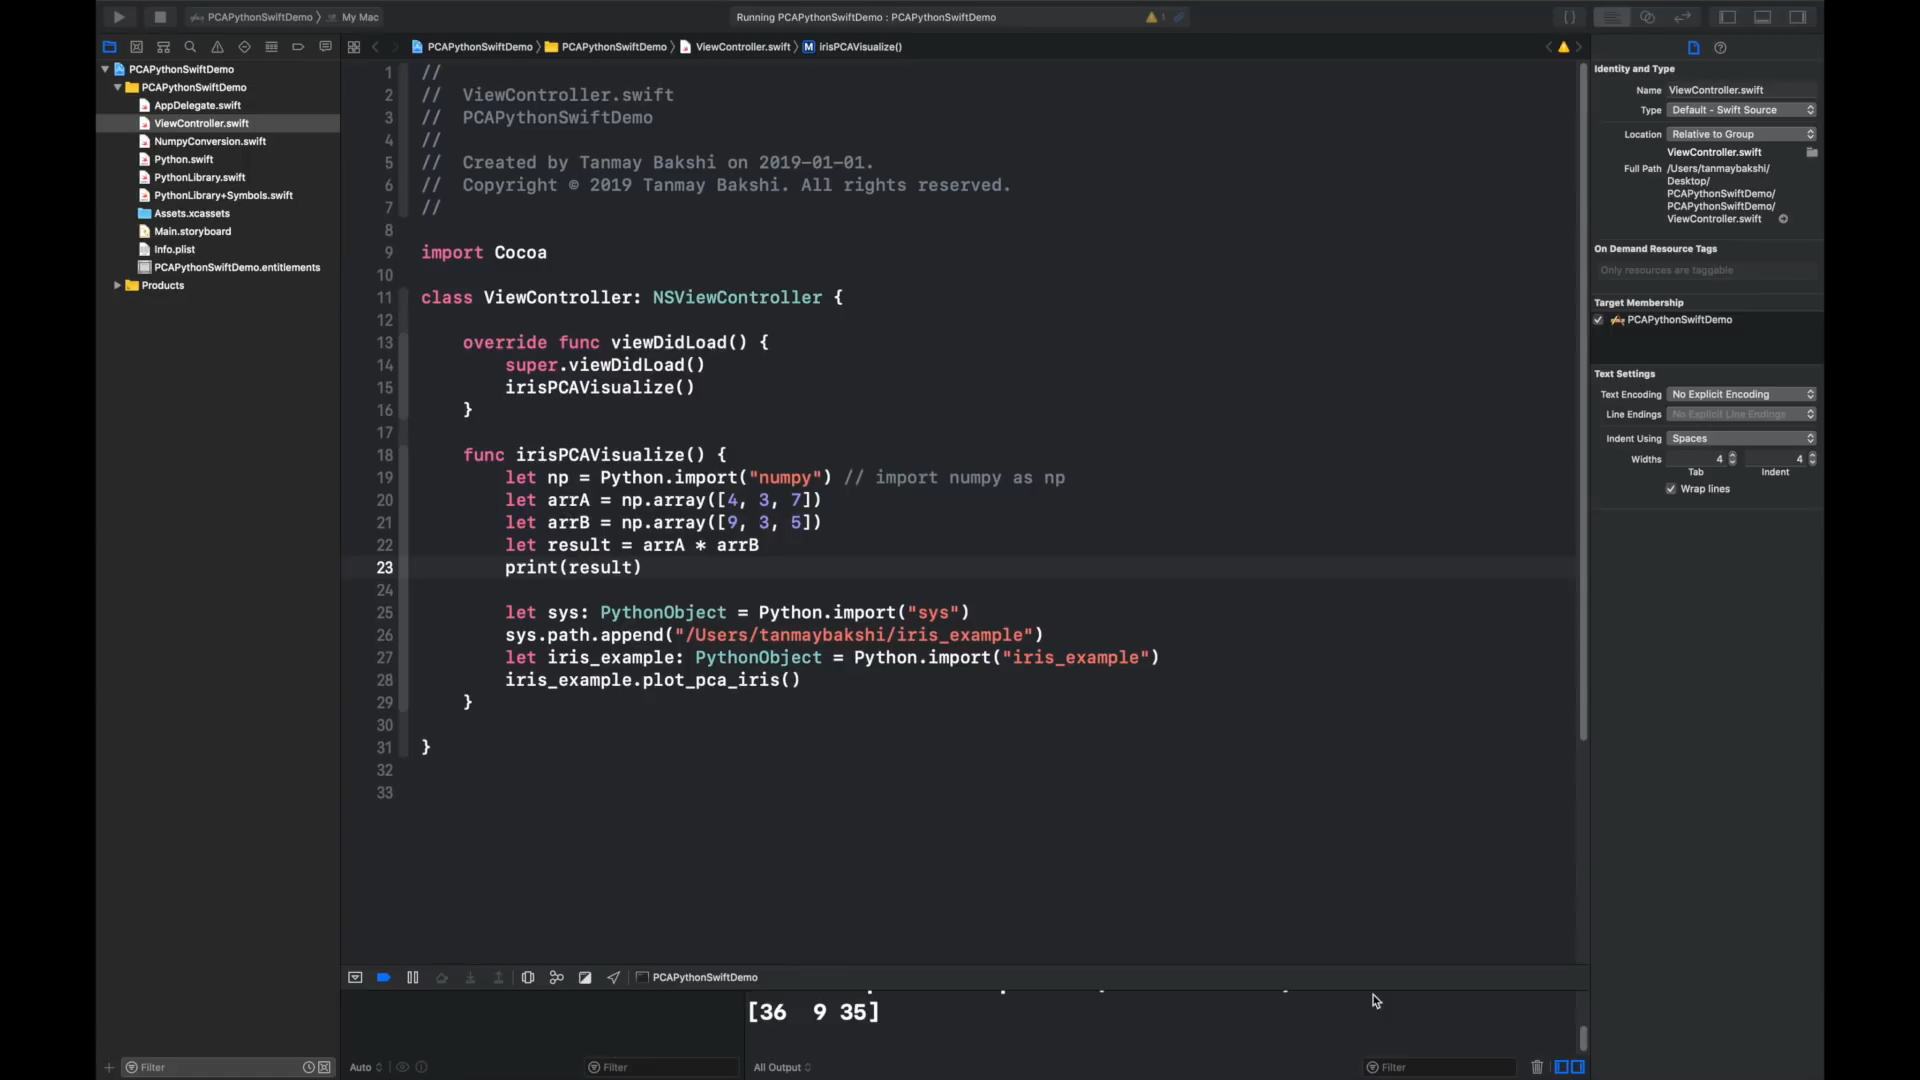 PCAPythonSwiftDemo
My Mac
Running PCAPythonSwiftDemo : PCAPythonSwiftDemo
1
PCAPythonSwiftDemo
PCAPythonSwiftDemo
ViewController.swift
M irisPCAVisualize()
PCAPythonSwiftDemo
PCAPythonSwiftDemo
AppDelegate.swift
ViewController.swift
NumpyConversion.swift
Python.swift
PythonLibrary.swift
PythonLibrary+Symbols.swift
Assets.xcassets
Main.storyboard
Info.plist
PCAPythonSwiftDemo.entitlements
Products
1 //
2 // ViewController.swift
3 // PCAPythonSwiftDemo
4 //
5 // Created by Tanmay Bakshi on 2019-01-01.
6 // Copyright © 2019 Tanmay Bakshi. All rights reserved.
7 //
8
9 import Cocoa
10
11 class ViewController: NSViewController {
12
13 override func viewDidLoad() {
14 super.viewDidLoad()
15 irisPCAVisualize()
16 }
17
18 func irisPCAVisualize() {
19 let np = Python.import("numpy") // import numpy as np
20 let arrA = np.array([4, 3, 7])
21 let arrB = np.array([9, 3, 5])
22 let result = arrA * arrB
23 print(result)
24
25 let sys: PythonObject = Python.import("sys")
26 sys.path.append("/Users/tanmaybakshi/iris_example")
27 let iris_example: PythonObject = Python.import("iris_example")
28 iris_example.plot_pca_iris()
29 }
30
31 }
32
33
Identity and Type
Name ViewController.swift
Type Default - Swift Source
Location Relative to Group
ViewController.swift
Full Path /Users/tanmaybakshi/
Desktop/
PCAPythonSwiftDemo/
PCAPythonSwiftDemo/
ViewController.swift
On Demand Resource Tags
Only resources are taggable
Target Membership
PCAPythonSwiftDemo
Text Settings
Text Encoding No Explicit Encoding
Line Endings No Explicit Line Endings
Indent Using Spaces
Widths 4 4
Tab Indent
Wrap lines
PCAPythonSwiftDemo
[36  9 35]
Filter
Auto
Filter
All Output
Filter